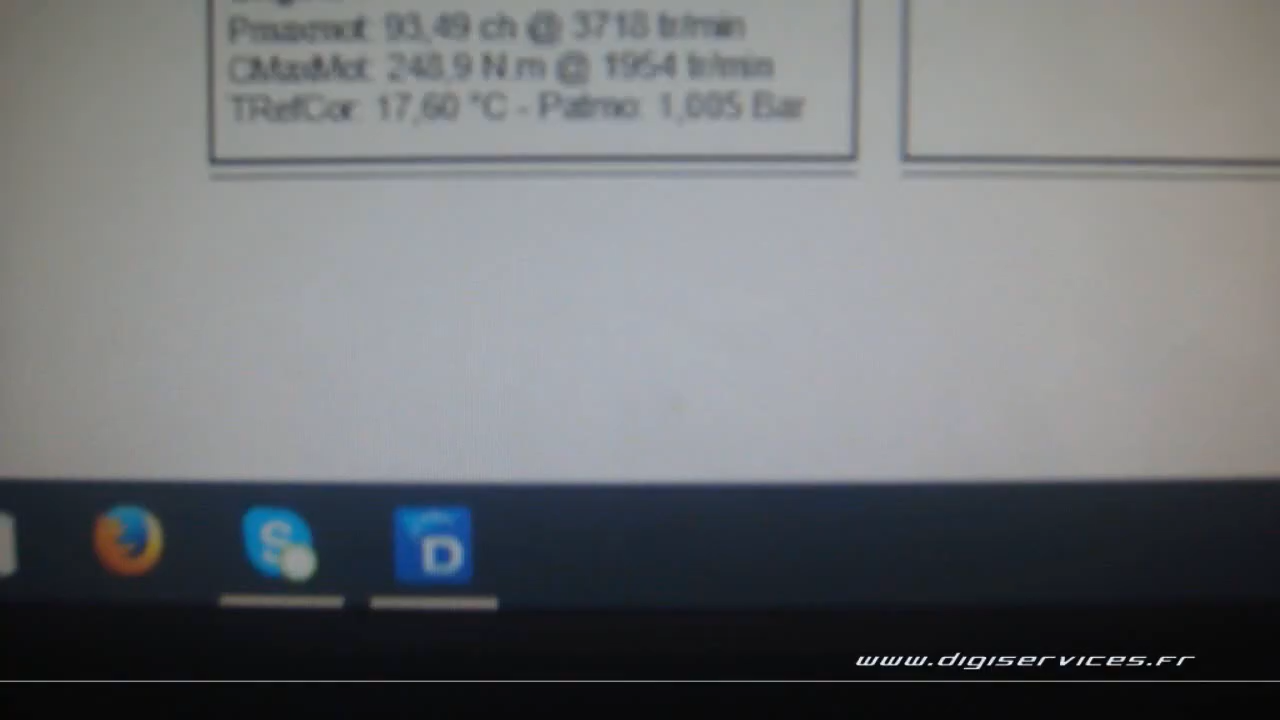 Pmaxmot: 93,49 ch @ 3718 tr/min
CMaxMot: 248,9 N.m @ 1954 tr/min
TRefCor: 17,60 °C - Patmo: 1,005 Bar
S
D
www.digiservices.fr